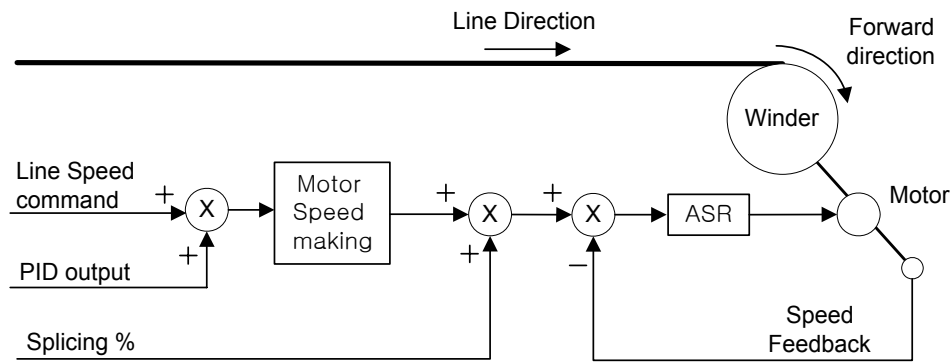 Line Direction
Forward
direction
Winder
Line Speed
command
+
X
+
Motor
Speed
making
+
X
+
+
X
−
ASR
Motor
PID output
Splicing %
Speed
Feedback